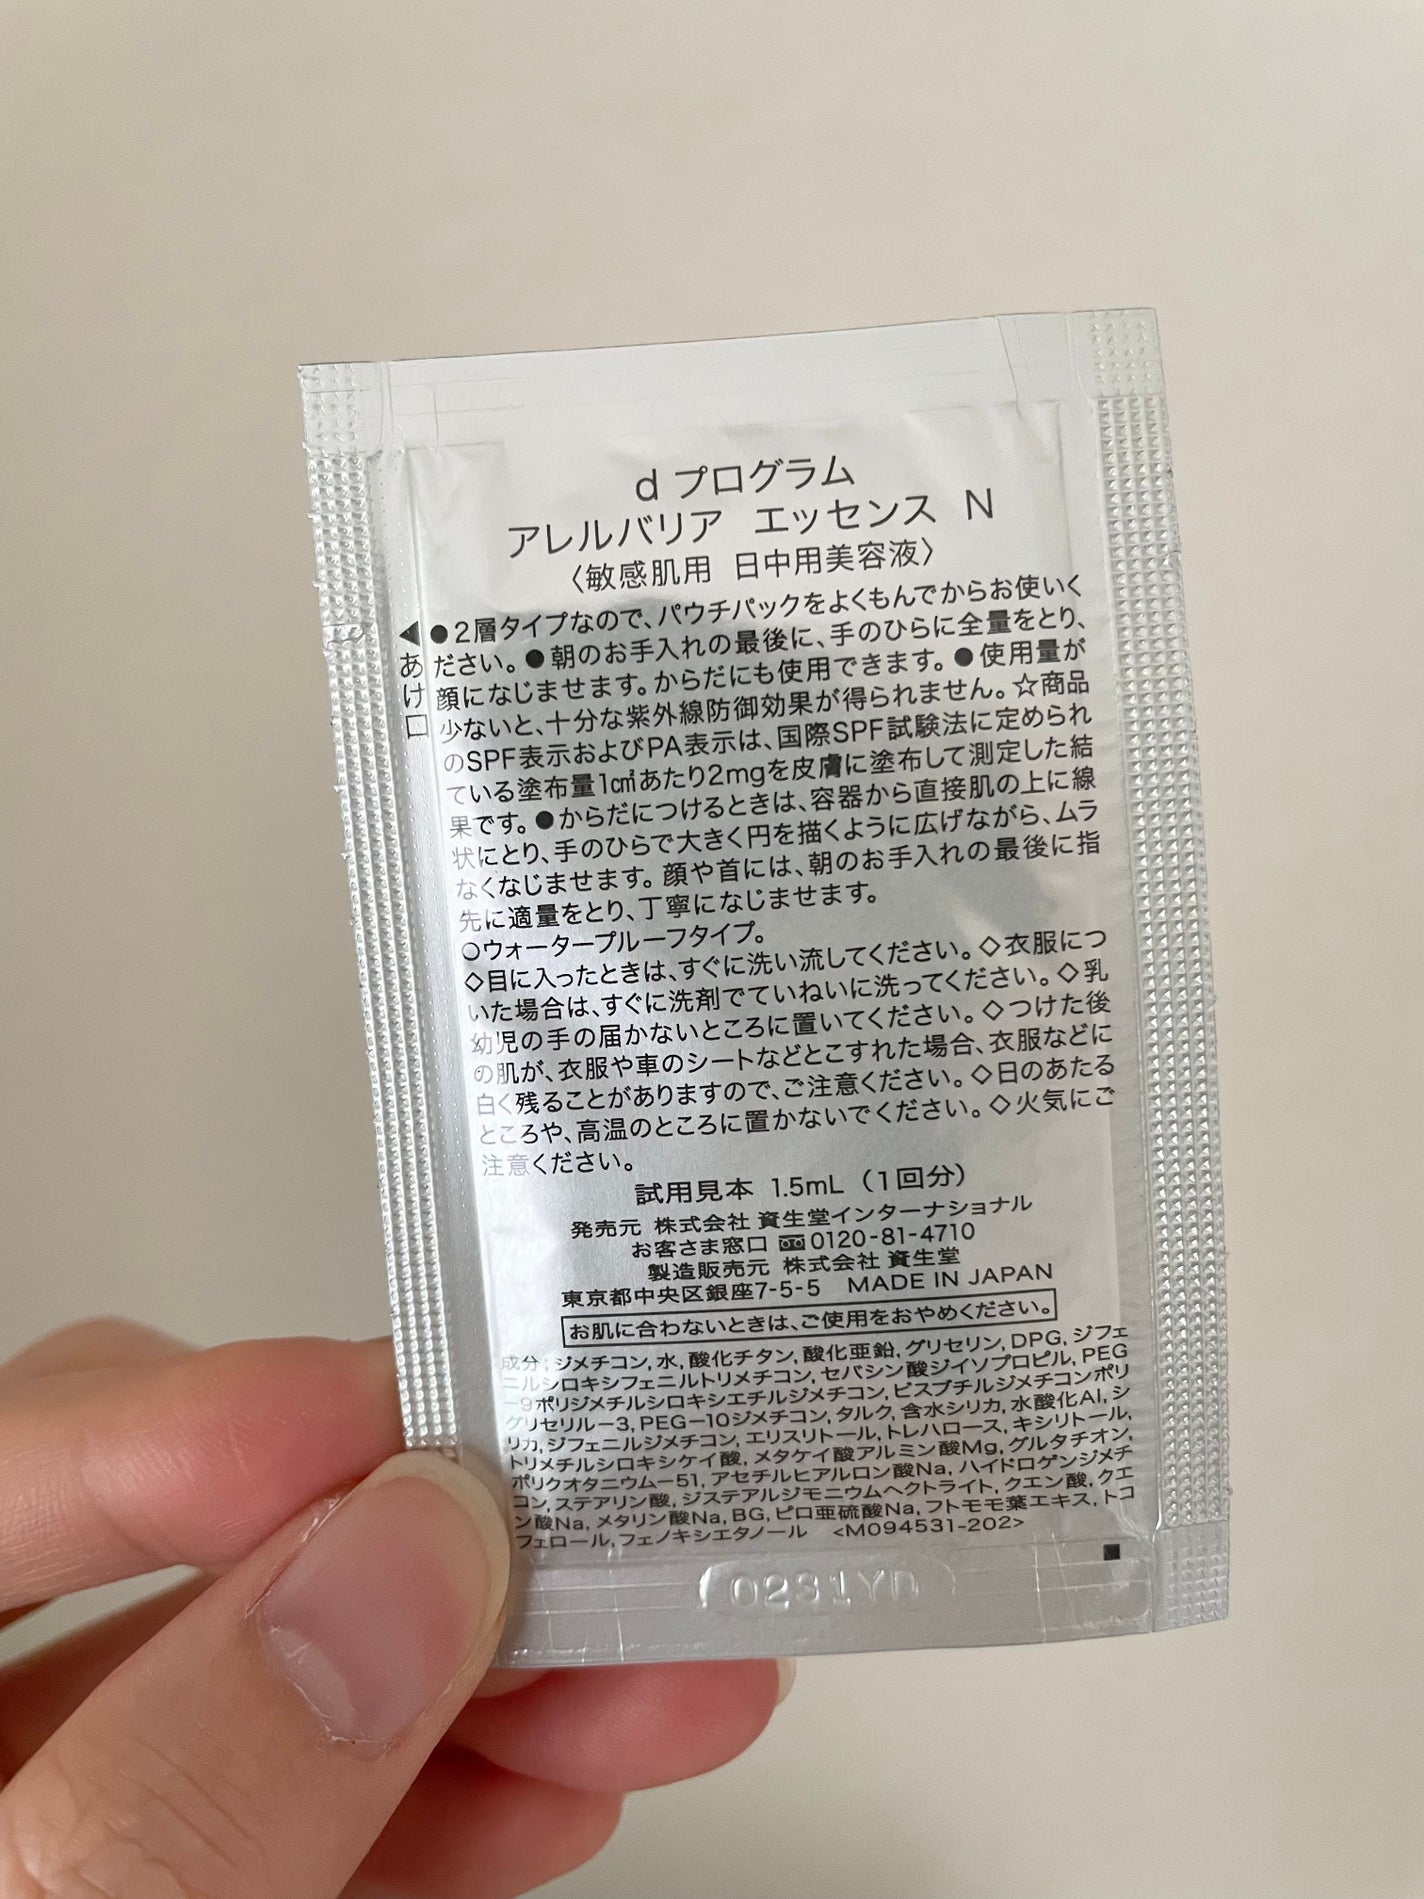 d プログラム
アレルバリア エッセンス N
〈敏感肌用 日中用美容液〉
◀あけ口
●2層タイプなので、パウチパックをよくもんでからお使いく
ださい。●朝のお手入れの最後に、手のひらに全量をとり、
顔になじませます。からだにも使用できます。●使用量が
少ないと、十分な紫外線防御効果が得られません。☆商品
のSPF表示およびPA表示は、国際SPF試験法に定められ
ている塗布量1c㎡あたり2mgを皮膚に塗布して測定した結
果です。●からだにつけるときは、容器から直接肌の上に線
状にとり、手のひらで大きく円を描くように広げながら、ムラ
なくなじませます。顔や首には、朝のお手入れの最後に指
先に適量をとり、丁寧になじませます。
○ウォータープルーフタイプ。
◇目に入ったときは、すぐに洗い流してください。◇衣服につ
いた場合は、すぐに洗剤でていねいに洗ってください。◇乳
幼児の手の届かないところに置いてください。◇つけた後
の肌が、衣服や車のシートなどとこすれた場合、衣服などに
白く残ることがありますので、ご注意ください。◇日のあたる
ところや、高温のところに置かないでください。◇火気にご
注意ください。
試用見本 1.5mL（1回分）
発売元 株式会社 資生堂インターナショナル
お客さま窓口 0120-81-4710
製造販売元 株式会社 資生堂
東京都中央区銀座7-5-5 MADE IN JAPAN
お肌に合わないときは、ご使用をおやめください。
成分：ジメチコン, 水, 酸化チタン, 酸化亜鉛, グリセリン, DPG, ジフェ
ニルシロキシフェニルトリメチコン, セバシン酸ジイソプロピル, PEG
ー9ポリジメチルシロキシエチルジメチコン, ビスブチルジメチコンポリ
グリセリルー3, PEGー10ジメチコン, タルク, 含水シリカ, 水酸化Al, シ
リカ, ジフェニルジメチコン, エリスリトール, トレハロース, キシリトール,
トリメチルシロキシケイ酸, メタケイ酸アルミン酸Mg, グルタチオン,
ポリクオタニウムー51, アセチルヒアルロン酸Na, ハイドロゲンジメチ
コン, ステアリン酸, ジステアルジモニウムヘクトライト, クエン酸, クエ
ン酸Na, メタリン酸Na, BG, ピロ亜硫酸Na, フトモモ葉エキス, トコ
フェロール, フェノキシエタノール <M094531-202>